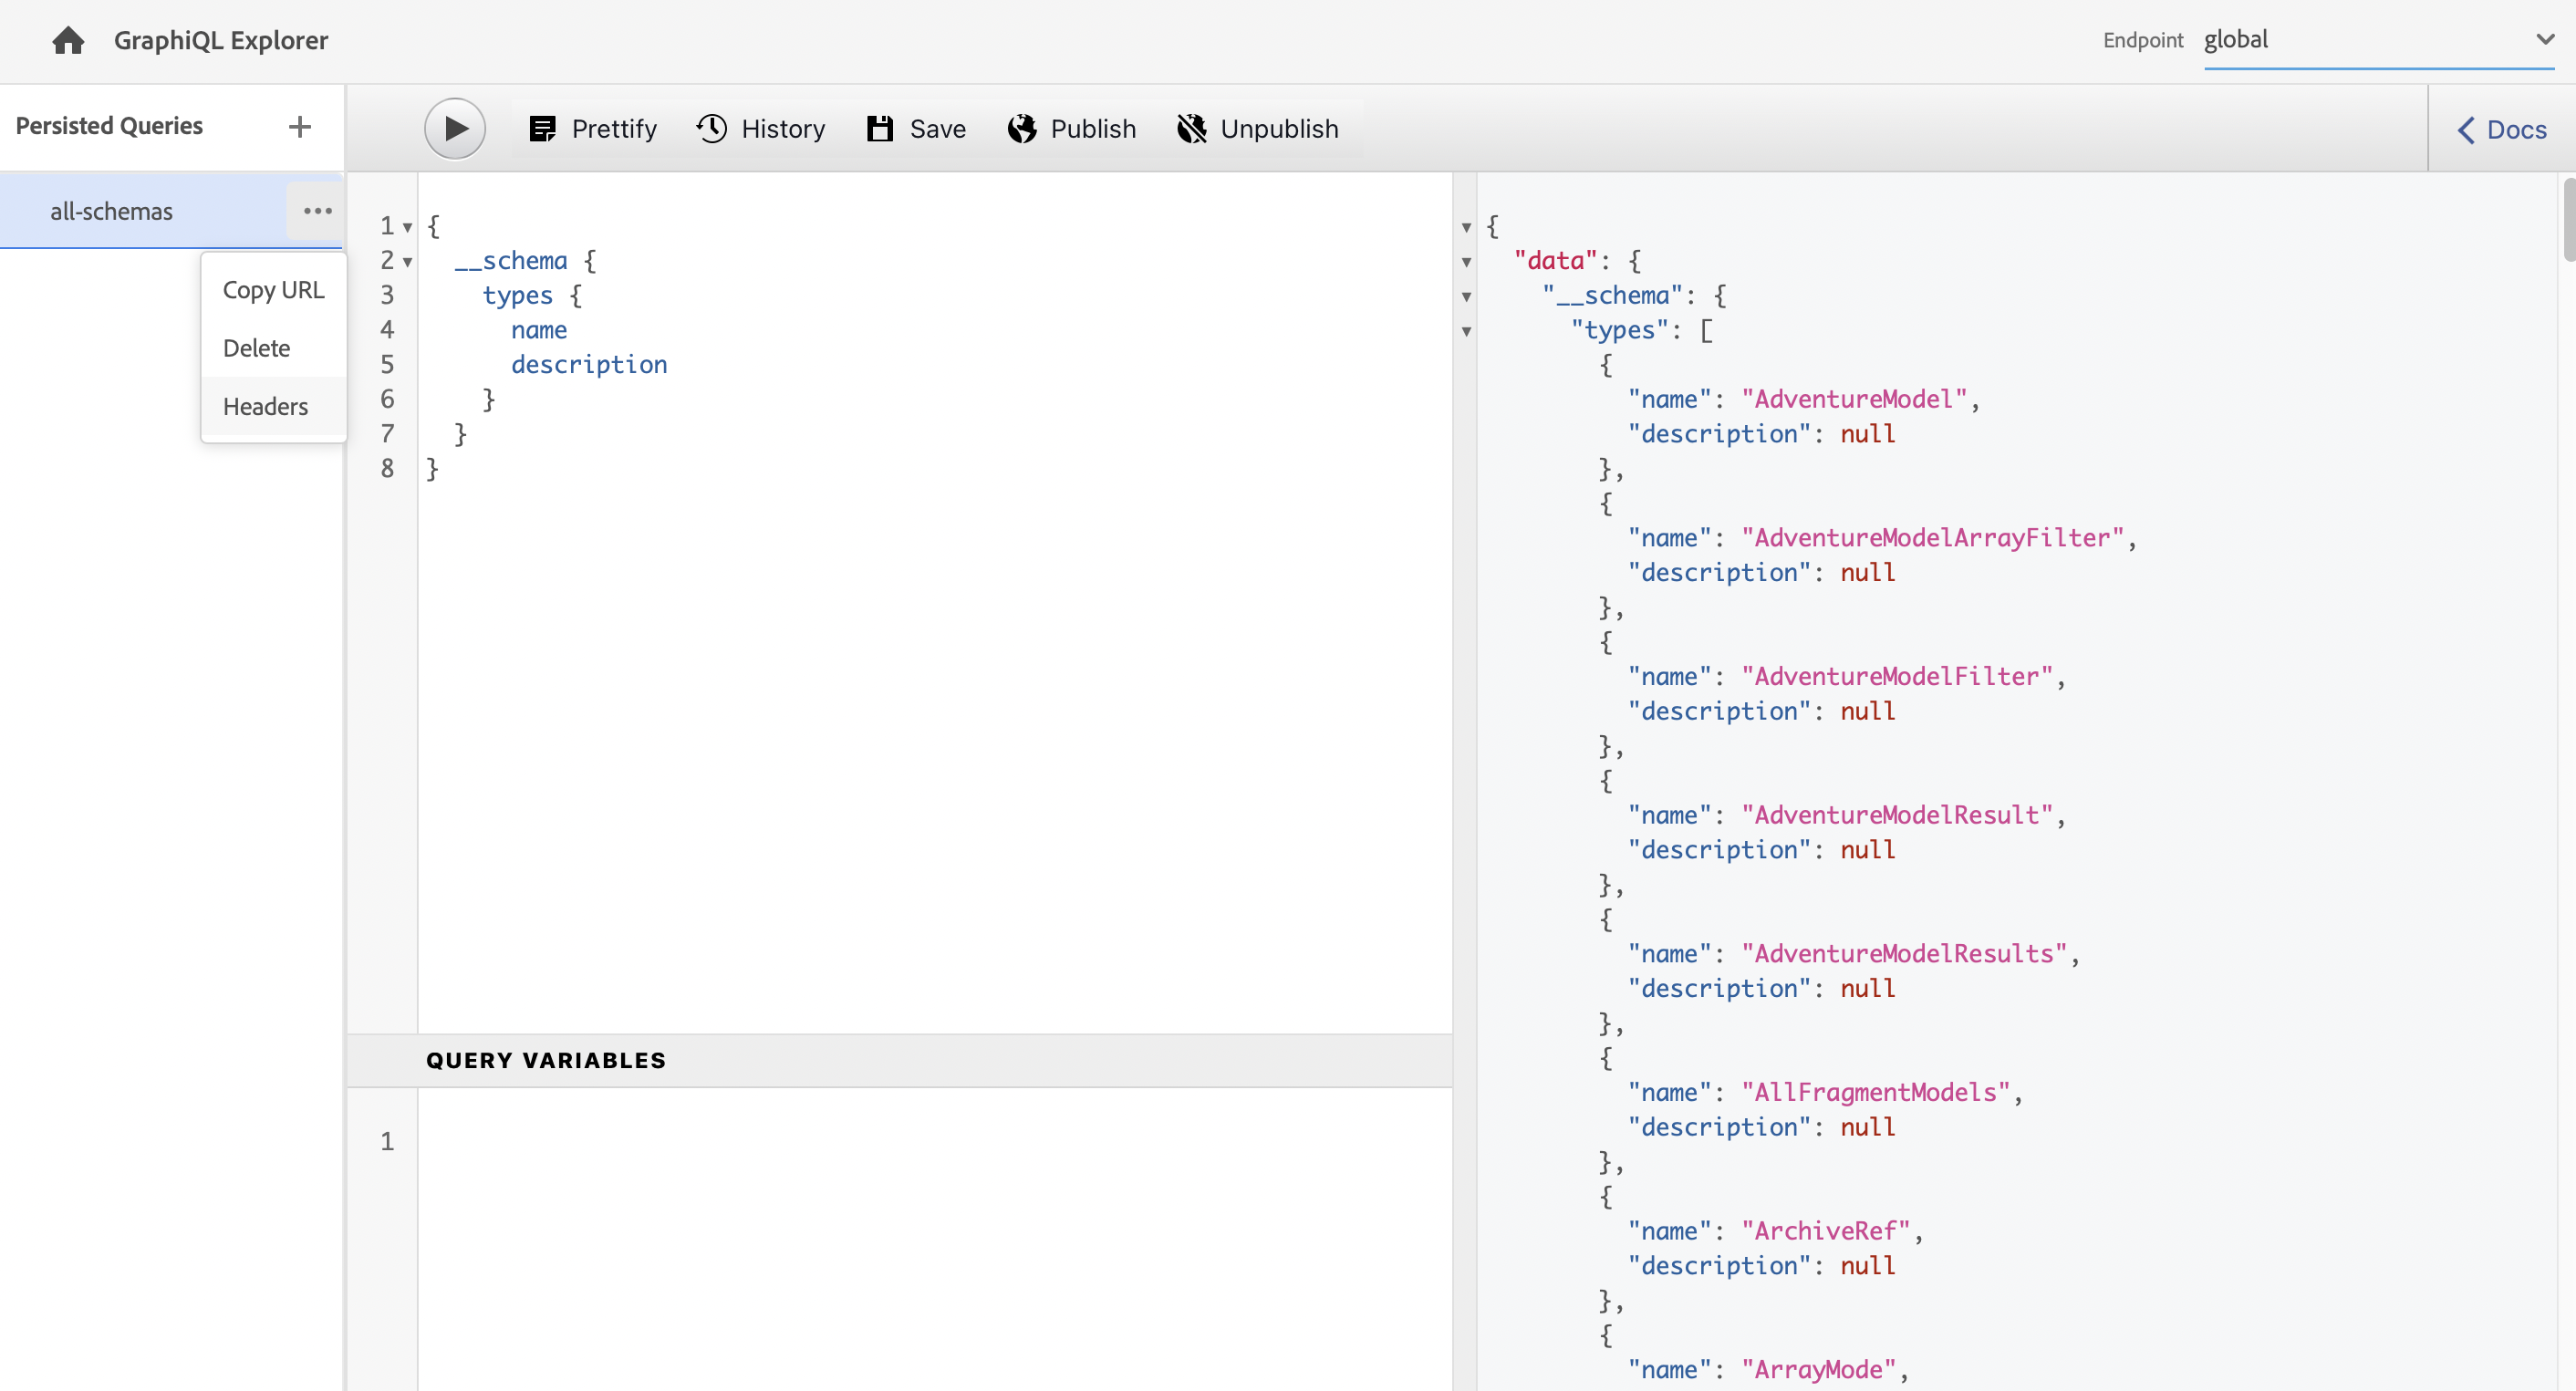 GraphiQL Explorer
Endpoint global
Persisted Queries +
Prettify History Save Publish Unpublish
< Docs
all-schemas ...
Copy URL
Delete
Headers
1 {
2 __schema {
3 types {
4 name
5 description
6 }
7 }
8 }
QUERY VARIABLES
1
{
"data": {
"__schema": {
"types": [
{
"name": "AdventureModel",
"description": null
},
{
"name": "AdventureModelArrayFilter",
"description": null
},
{
"name": "AdventureModelFilter",
"description": null
},
{
"name": "AdventureModelResult",
"description": null
},
{
"name": "AdventureModelResults",
"description": null
},
{
"name": "AllFragmentModels",
"description": null
},
{
"name": "ArchiveRef",
"description": null
},
{
"name": "ArrayMode",